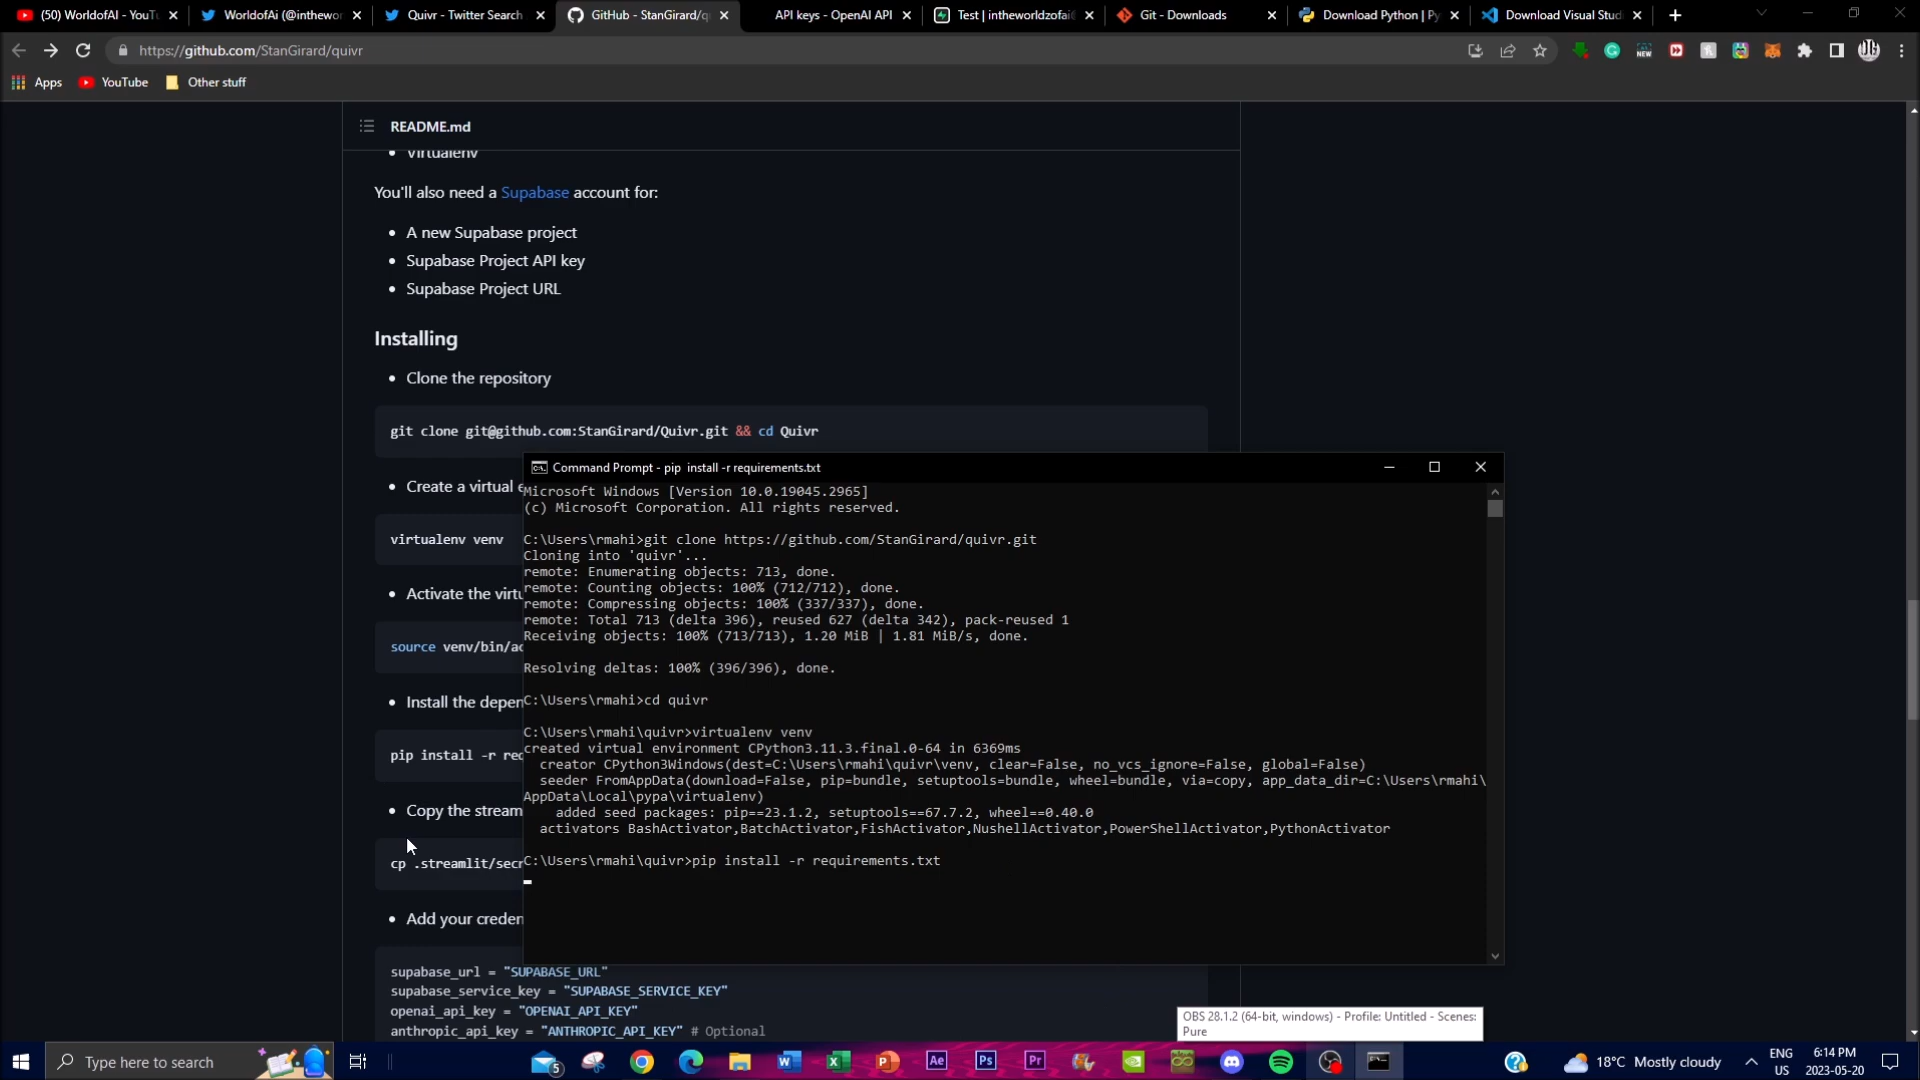 (50) WorldofAI - YouTu
WorldofAi (@inthewor
Quivr - Twitter Search
GitHub - StanGirard/qu
API keys - OpenAI API
Test | intheworldzofai
Git - Downloads
Download Python | Py
Download Visual Stud
https://github.com/StanGirard/quivr
Apps
YouTube
Other stuff
README.md
Virtualenv
You'll also need a Supabase account for:
A new Supabase project
Supabase Project API key
Supabase Project URL
Installing
Clone the repository
git clone git@github.com:StanGirard/Quivr.git && cd Quivr
Create a virtual e
virtualenv venv
Activate the virtu
source venv/bin/ac
Install the depen
pip install -r req
Copy the stream
cp .streamlit/secr
Add your creden
supabase_url = "SUPABASE_URL"
supabase_service_key = "SUPABASE_SERVICE_KEY"
openai_api_key = "OPENAI_API_KEY"
anthropic_api_key = "ANTHROPIC_API_KEY" # Optional
Command Prompt - pip install -r requirements.txt
Microsoft Windows [Version 10.0.19045.2965]
(c) Microsoft Corporation. All rights reserved.
C:\Users\rmahi>git clone https://github.com/StanGirard/quivr.git
Cloning into 'quivr'...
remote: Enumerating objects: 713, done.
remote: Counting objects: 100% (712/712), done.
remote: Compressing objects: 100% (337/337), done.
remote: Total 713 (delta 396), reused 627 (delta 342), pack-reused 1
Receiving objects: 100% (713/713), 1.20 MiB | 1.81 MiB/s, done.
Resolving deltas: 100% (396/396), done.
C:\Users\rmahi>cd quivr
C:\Users\rmahi\quivr>virtualenv venv
created virtual environment CPython3.11.3.final.0-64 in 6369ms
creator CPython3Windows(dest=C:\Users\rmahi\quivr\venv, clear=False, no_vcs_ignore=False, global=False)
seeder FromAppData(download=False, pip=bundle, setuptools=bundle, wheel=bundle, via=copy, app_data_dir=C:\Users\rmahi\
AppData\Local\pypa\virtualenv)
added seed packages: pip==23.1.2, setuptools==67.7.2, wheel==0.40.0
activators BashActivator,BatchActivator,FishActivator,NushellActivator,PowerShellActivator,PythonActivator
C:\Users\rmahi\quivr>pip install -r requirements.txt
OBS 28.1.2 (64-bit, windows) - Profile: Untitled - Scenes:
Pure
Type here to search
5
Ae
Ps
Pr
18°C Mostly cloudy
ENG
US
6:14 PM
2023-05-20